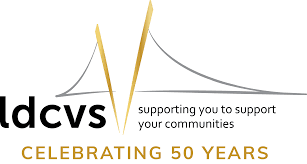 ldcvs
supporting you to support
your communities
CELEBRATING 50 YEARS